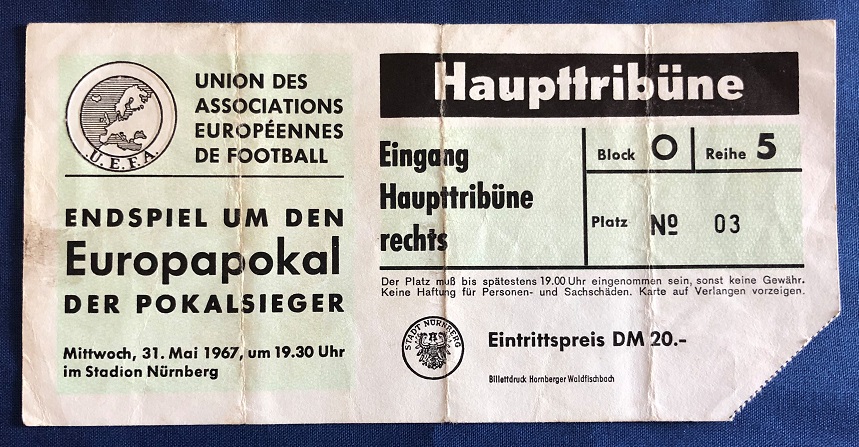 U.E.F.A.
UNION DES
ASSOCIATIONS
EUROPÉENNES
DE FOOTBALL
ENDSPIEL UM DEN
Europapokal
DER POKALSIEGER
Mittwoch, 31. Mai 1967, um 19.30 Uhr
im Stadion Nürnberg
Haupttribüne
Eingang
Haupttribüne
rechts
Block O
Reihe 5
Platz № 03
Der Platz muß bis spätestens 19.00 Uhr eingenommen sein, sonst keine Gewähr.
Keine Haftung für Personen- und Sachschäden. Karte auf Verlangen vorzeigen.
STADT NÜRNBERG
Eintrittspreis DM 20.-
Billettdruck Hornberger Waldfischbach